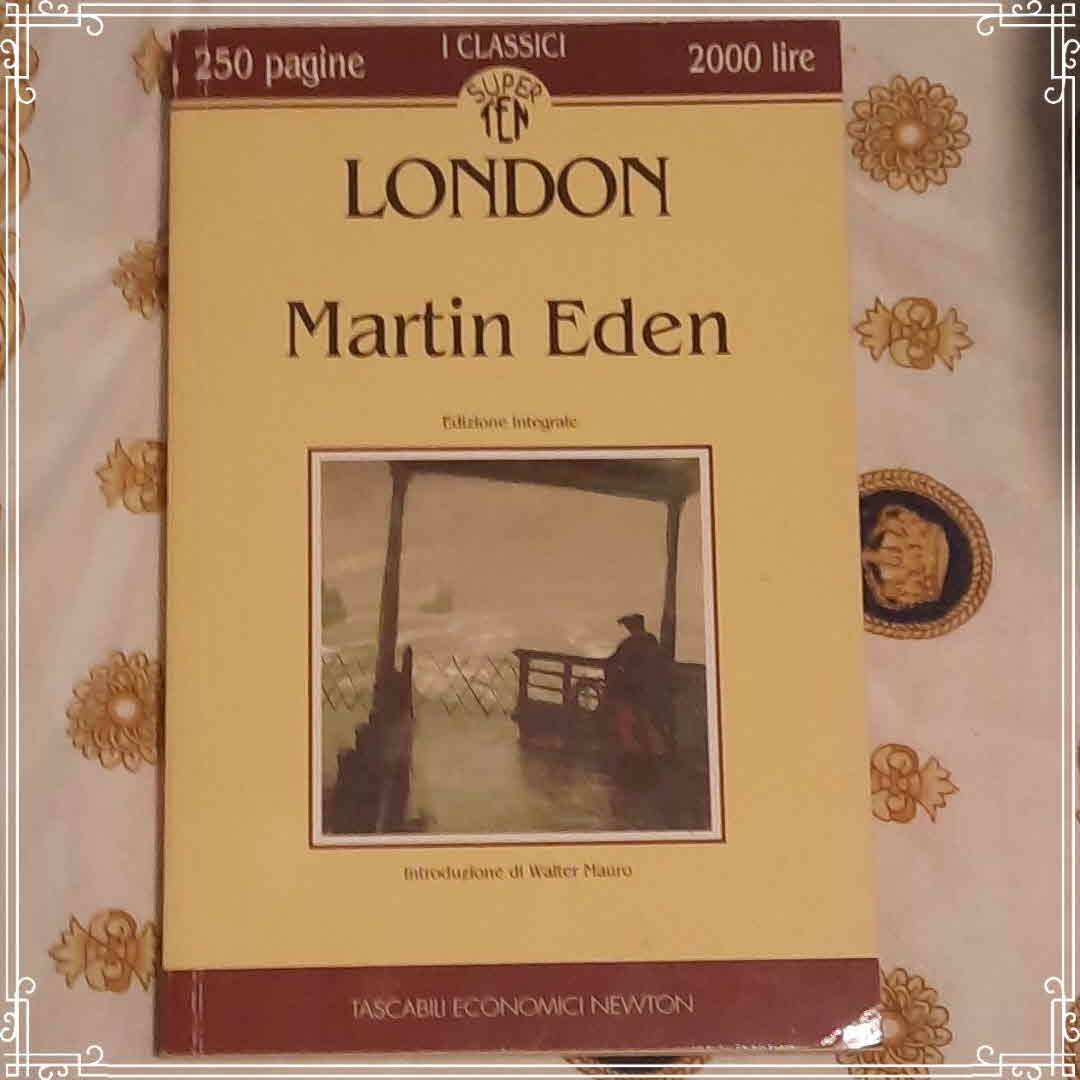 250 pagine
I CLASSICI
2000 lire
SUPER
TEN
LONDON
Martin Eden
Edizione integrale
Introduzione di Walter Mauro
TASCABILI ECONOMICI NEWTON